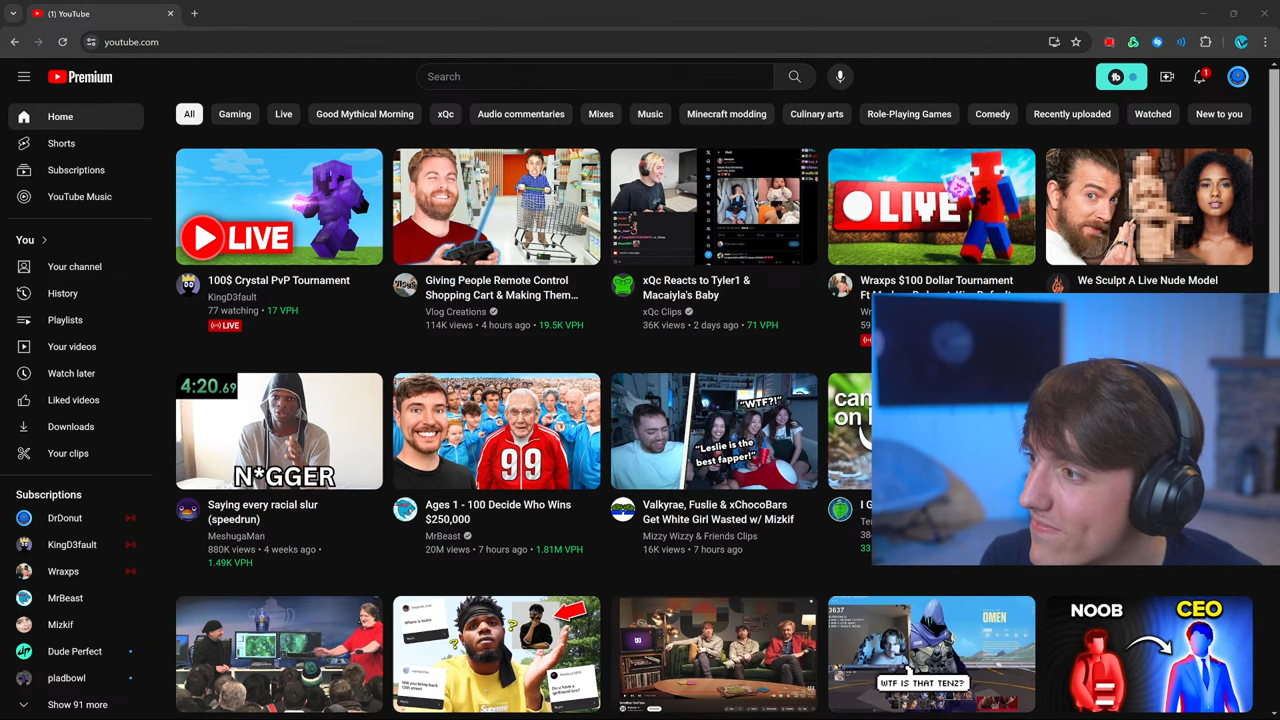 (1) YouTube
youtube.com
Premium
Search
1
All
Gaming
Live
Good Mythical Morning
xQc
Audio commentaries
Mixes
Music
Minecraft modding
Culinary arts
Role-Playing Games
Comedy
Recently uploaded
Watched
New to you
Home
Shorts
Subscriptions
YouTube Music
You
Your channel
History
Playlists
Your videos
Watch later
Liked videos
Downloads
Your clips
Subscriptions
DrDonut
KingD3fault
Wraxps
MrBeast
Mizkif
Dude Perfect
pladbowl
Show 91 more
LIVE
100$ Crystal PvP Tournament
KingD3fault
77 watching • 17 VPH
LIVE
Giving People Remote Control
Shopping Cart & Making Them...
Vlog Creations
114K views • 4 hours ago • 19.5K VPH
xQc Reacts to Tyler1 &
Macaiyla's Baby
xQc Clips
36K views • 2 days ago • 71 VPH
LIVE
Wraxps $100 Dollar Tournament
We Sculpt A Live Nude Model
4:20.69
N*GGER
Saying every racial slur
(speedrun)
MeshugaMan
880K views • 4 weeks ago •
1.49K VPH
99
Ages 1 - 100 Decide Who Wins
$250,000
MrBeast
20M views • 7 hours ago • 1.81M VPH
"WTF?!"
"Leslie is the
best fapper!"
Valkyrae, Fuslie & xChocoBars
Get White Girl Wasted w/ Mizkif
Mizzy Wizzy & Friends Clips
16K views • 7 hours ago
can
on
I G
Ter
Supreme
3637
OMEN
WTF IS THAT TENZ?
NOOB
CEO